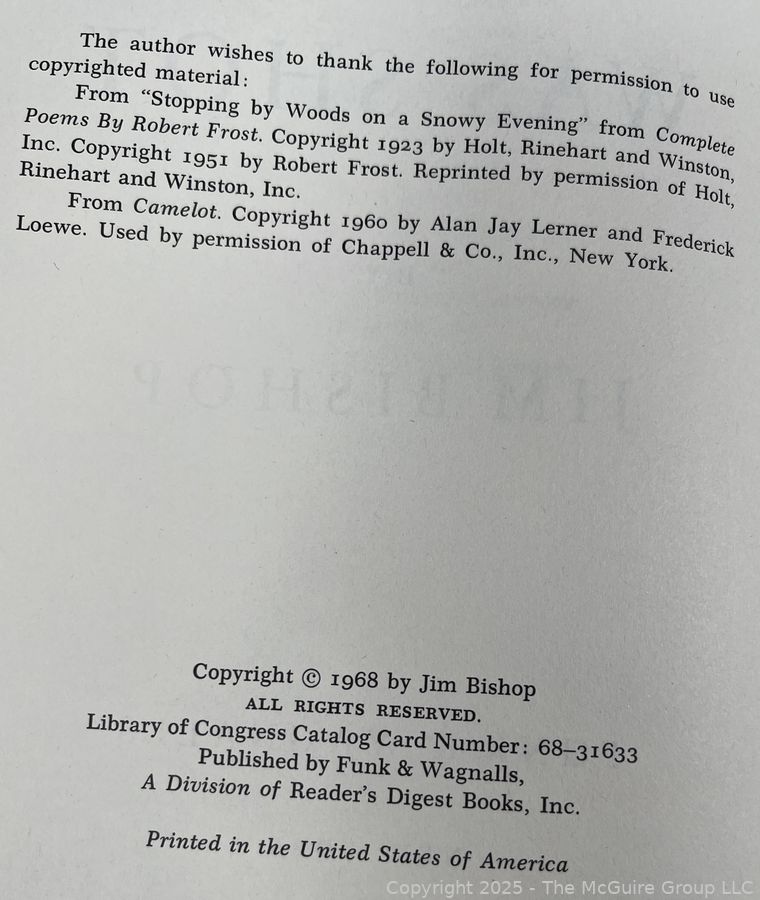 The author wishes to thank the following for permission to use
copyrighted material:
From “Stopping by Woods on a Snowy Evening” from Complete
Poems By Robert Frost. Copyright 1923 by Holt, Rinehart and Winston,
Inc. Copyright 1951 by Robert Frost. Reprinted by permission of Holt,
Rinehart and Winston, Inc.
From Camelot. Copyright 1960 by Alan Jay Lerner and Frederick
Loewe. Used by permission of Chappell & Co., Inc., New York.
JIM BISHOP
Copyright © 1968 by Jim Bishop
ALL RIGHTS RESERVED.
Library of Congress Catalog Card Number: 68–31633
Published by Funk & Wagnalls,
A Division of Reader’s Digest Books, Inc.
Printed in the United States of America
Copyright 2025 - The McGuire Group LLC